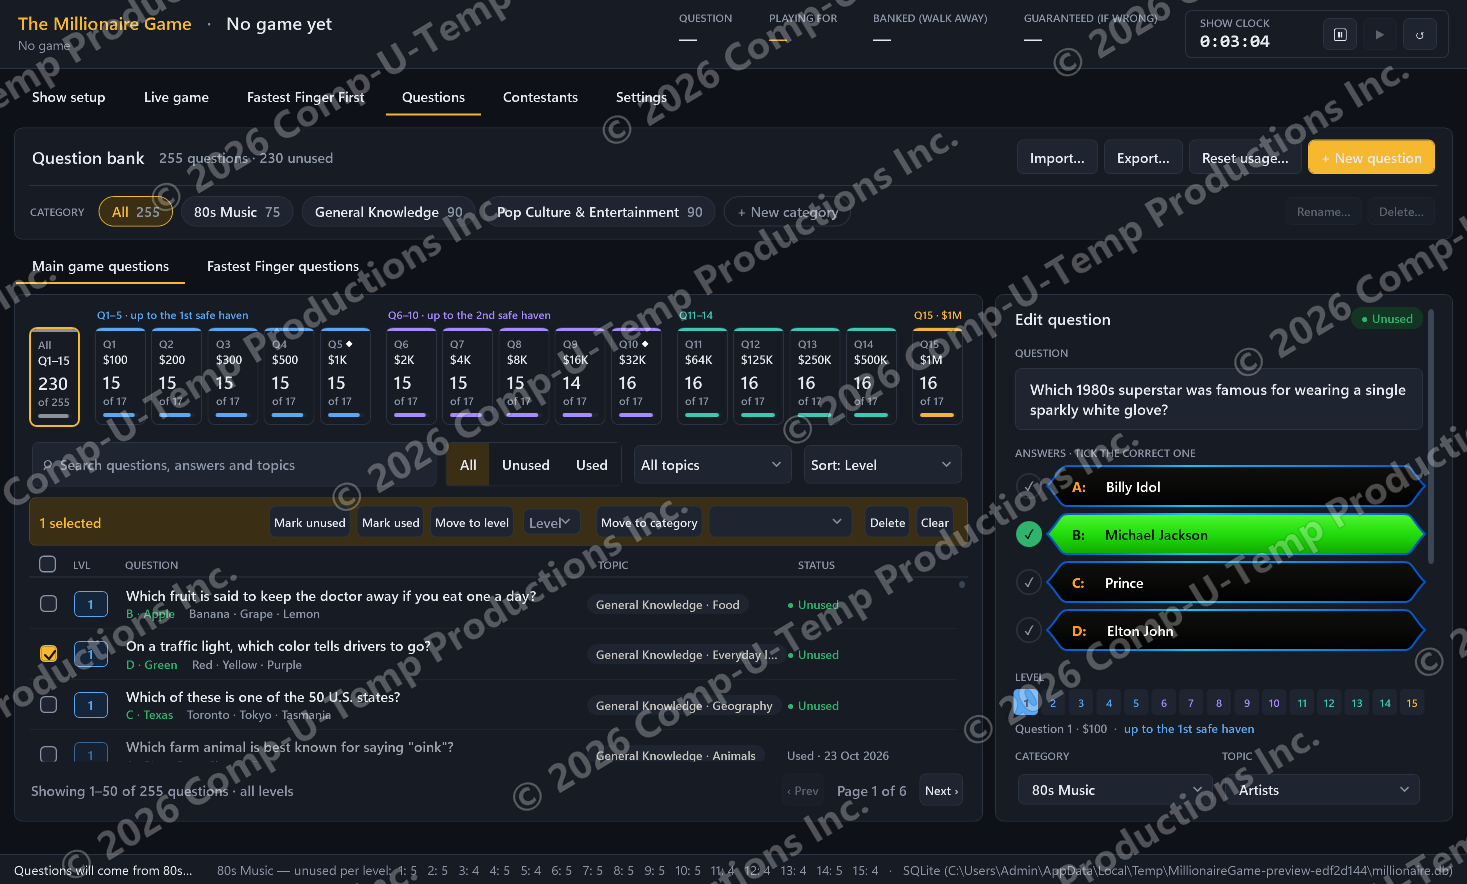 The Millionaire Game · No game yet
No game
QUESTION
—
PLAYING FOR
—
BANKED (WALK AWAY)
—
GUARANTEED (IF WRONG)
—
SHOW CLOCK
0:03:04
Show setup Live game Fastest Finger First Questions Contestants Settings
Question bank 255 questions · 230 unused
Import... Export... Reset usage... + New question
CATEGORY All 255 80s Music 75 General Knowledge 90 Pop Culture & Entertainment 90 + New category Rename... Delete...
Main game questions Fastest Finger questions
Q1–5 · up to the 1st safe haven Q6–10 · up to the 2nd safe haven Q11–14 Q15 · $1M
All Q1 Q2 Q3 Q4 Q5 ◆ Q6 Q7 Q8 Q9 Q10 ◆ Q11 Q12 Q13 Q14 Q15
Q1–15 $100 $200 $300 $500 $1K $2K $4K $8K $16K $32K $64K $125K $250K $500K $1M
230 15 15 15 15 15 15 15 15 14 16 16 16 16 16 16
of 255 of 17 of 17 of 17 of 17 of 17 of 17 of 17 of 17 of 17 of 17 of 17 of 17 of 17 of 17 of 17
Search questions, answers and topics All Unused Used All topics Sort: Level
1 selected Mark unused Mark used Move to level Level Move to category Delete Clear
LVL QUESTION TOPIC STATUS
1 Which fruit is said to keep the doctor away if you eat one a day? General Knowledge · Food ● Unused
B · Apple Banana · Grape · Lemon
1 On a traffic light, which color tells drivers to go? General Knowledge · Everyday l... ● Unused
D · Green Red · Yellow · Purple
1 Which of these is one of the 50 U.S. states? General Knowledge · Geography ● Unused
C · Texas Toronto · Tokyo · Tasmania
1 Which farm animal is best known for saying "oink"? General Knowledge · Animals Used · 23 Oct 2026
Showing 1–50 of 255 questions · all levels ‹ Prev Page 1 of 6 Next ›
Edit question ● Unused
QUESTION
Which 1980s superstar was famous for wearing a single
sparkly white glove?
ANSWERS · TICK THE CORRECT ONE
✓ A: Billy Idol
✓ B: Michael Jackson
✓ C: Prince
✓ D: Elton John
LEVEL
1 2 3 4 5 6 7 8 9 10 11 12 13 14 15
Question 1 · $100 · up to the 1st safe haven
CATEGORY TOPIC
80s Music Artists
Questions will come from 80s... 80s Music — unused per level: 1: 5 2: 5 3: 4 4: 5 5: 4 6: 5 7: 5 8: 5 9: 5 10: 5 11: 4 12: 4 13: 4 14: 5 15: 4 · SQLite (C:\Users\Admin\AppData\Local\Temp\MillionaireGame-preview-edf2d144\millionaire.db)
© 2026 Comp-U-Temp Productions Inc.